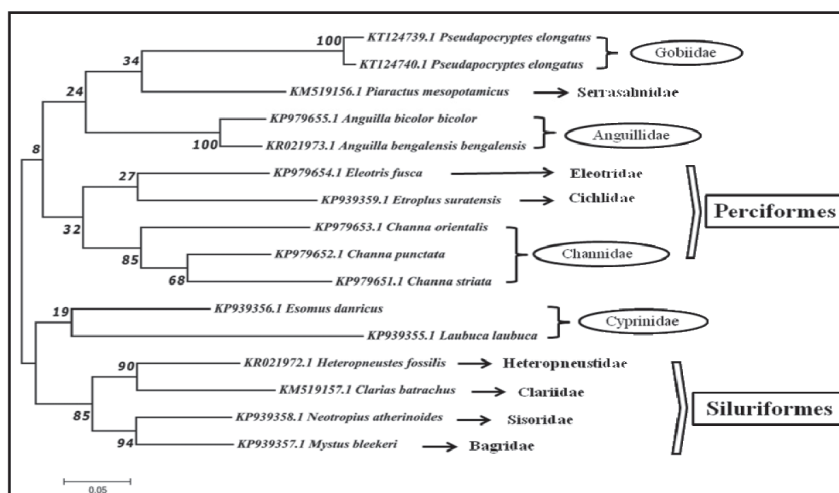 100 KT124739.1 Pseudapocryptes elongatus
Gobiidae
34 KT124740.1 Pseudapocryptes elongatus
24 KM519156.1 Piaractus mesopotamicus Serrasalmidae
KP979655.1 Anguilla bicolor bicolor
8 100 KR021973.1 Anguilla bengalensis bengalensis
Anguillidae
27 KP979654.1 Eleotris fusca Eleotridae
KP939359.1 Etroplus suratensis Cichlidae
Perciformes
32 KP979653.1 Channa orientalis
85 KP979652.1 Channa punctata Channidae
68 KP979651.1 Channa striata
19 KP939356.1 Esomus danricus
Cyprinidae
KP939355.1 Laubuca laubuca
90 KR021972.1 Heteropneustes fossilis Heteropneustidae
KM519157.1 Clarias batrachus Clariidae
85 Siluriformes
KP939358.1 Neotropius atherinoides Sisoridae
94 KP939357.1 Mystus bleekeri Bagridae
0.05